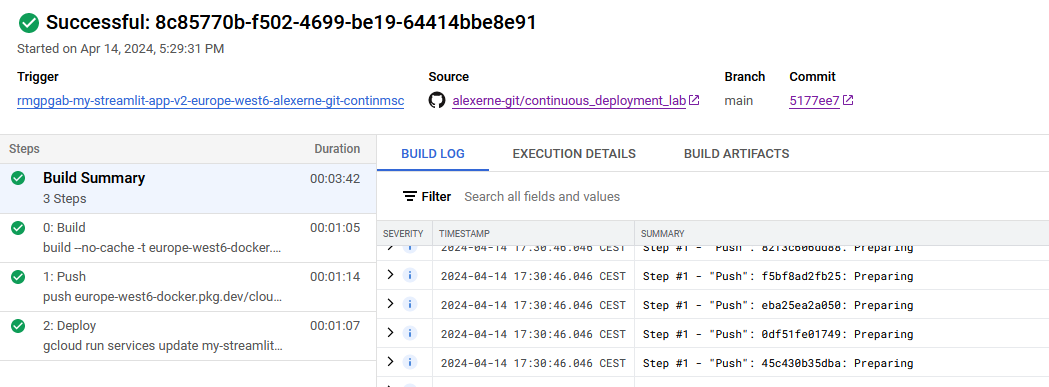 Successful: 8c85770b-f502-4699-be19-64414bbe8e91
Started on Apr 14, 2024, 5:29:31 PM
Trigger
rmgpgab-my-streamlit-app-v2-europe-west6-alexerne-git-continmsc
Source
alexerne-git/continuous_deployment_lab
Branch
main
Commit
5177ee7
Steps Duration
Build Summary 00:03:42
3 Steps
0: Build 00:01:05
build --no-cache -t europe-west6-docker....
1: Push 00:01:14
push europe-west6-docker.pkg.dev/clou...
2: Deploy 00:01:07
gcloud run services update my-streamlit...
BUILD LOG EXECUTION DETAILS BUILD ARTIFACTS
Filter Search all fields and values
SEVERITY TIMESTAMP SUMMARY
2024-04-14 17:30:46.046 CEST Step #1 - "Push": 8213c606dd88: Preparing
2024-04-14 17:30:46.046 CEST Step #1 - "Push": f5bf8ad2fb25: Preparing
2024-04-14 17:30:46.046 CEST Step #1 - "Push": eba25ea2a050: Preparing
2024-04-14 17:30:46.046 CEST Step #1 - "Push": 0df51fe01749: Preparing
2024-04-14 17:30:46.046 CEST Step #1 - "Push": 45c430b35dba: Preparing